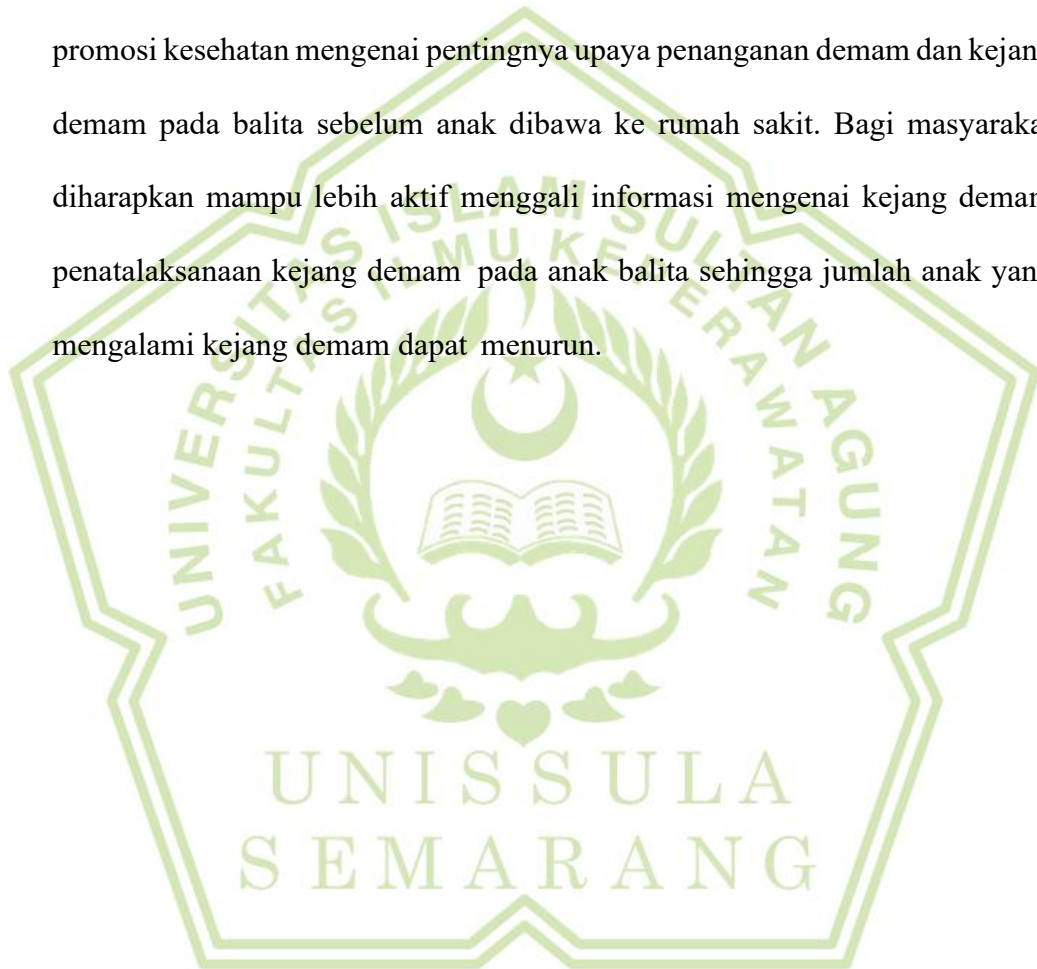 promosi kesehatan mengenai pentingnya upaya penanganan demam dan kejan
demam pada balita sebelum anak dibawa ke rumah sakit. Bagi masyaraka
diharapkan mampu lebih aktif menggali informasi mengenai kejang demam
penatalaksanaan kejang demam pada anak balita sehingga jumlah anak yan
mengalami kejang demam dapat menurun.
UNIVERSITAS ISLAM SULTAN AGUNG
FAKULTAS ILMU KEPERAWATAN
UNISSULA
SEMARANG